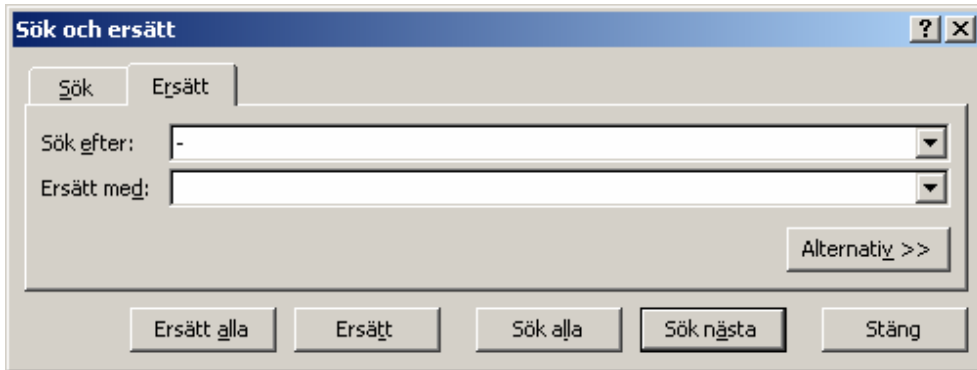 Sök och ersätt
Sök Ersätt
Sök efter: -
Ersätt med:
Alternativ >>
Ersätt alla Ersätt Sök alla Sök nästa Stäng